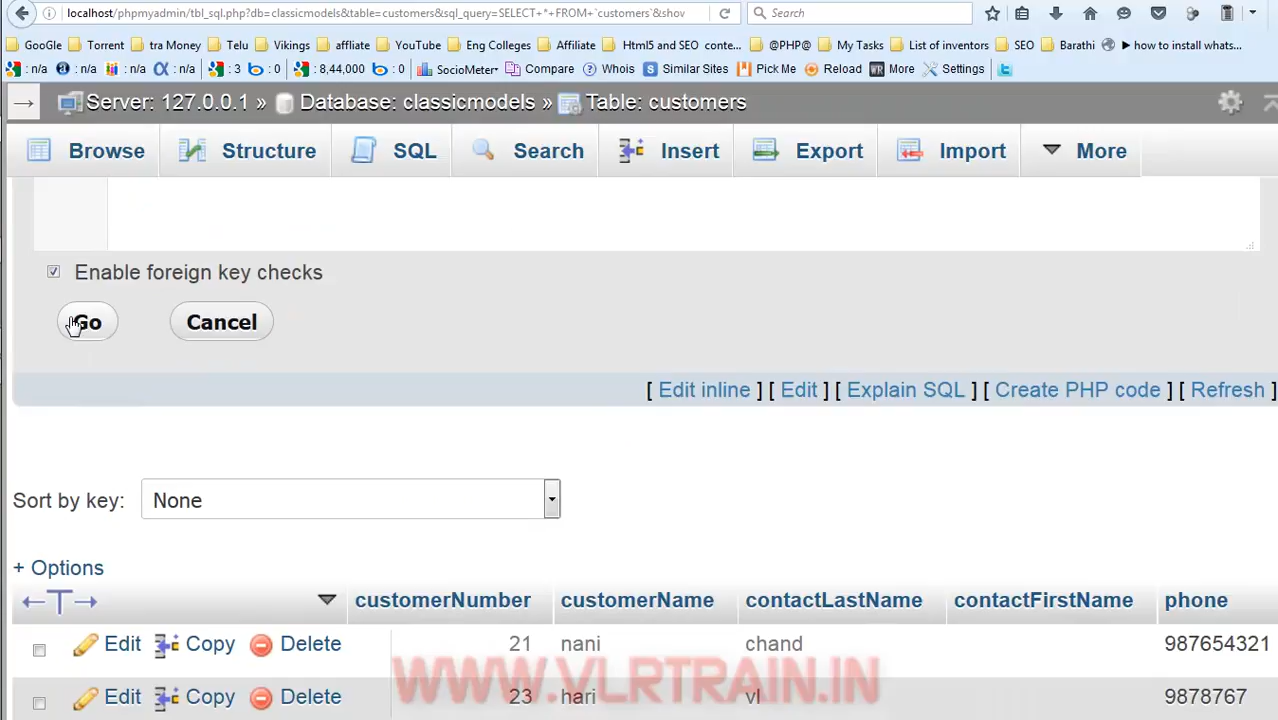 localhost/phpmyadmin/tbl_sql.php?db=classicmodels&table=customers&sql_query=SELECT+*+FROM+`customers`&shov Search
GooGle Torrent tra Money Telu Vikings affliate YouTube Eng Colleges Affiliate Html5 and SEO conte... @PHP@ My Tasks List of inventors SEO Barathi ► how to install whats...
: n/a : n/a : n/a : n/a : 3 : 0 : 8,44,000 : 0 SocioMeter Compare Whois Similar Sites Pick Me Reload More Settings
→ Server: 127.0.0.1 » Database: classicmodels » Table: customers
Browse Structure SQL Search Insert Export Import More
Enable foreign key checks
Go Cancel
[ Edit inline ] [ Edit ] [ Explain SQL ] [ Create PHP code ] [ Refresh ]
Sort by key: None
+ Options
←T→ customerNumber customerName contactLastName contactFirstName phone
Edit Copy Delete 21 nani chand 987654321
WWW.VLRTRAIN.IN
Edit Copy Delete 23 hari vl 9878767